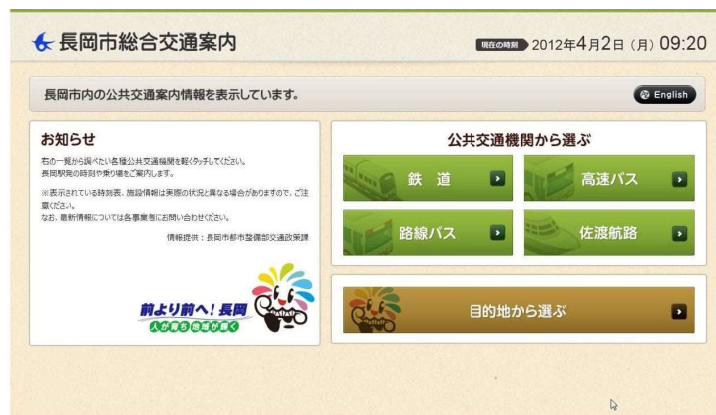 長岡市総合交通案内
現在の時刻 2012年4月2日（月）09:20
長岡市内の公共交通案内情報を表示しています。
English
お知らせ
右の一覧から調べたい各種公共交通機関を軽くタッチしてください。
長岡駅発の時刻や乗り場をご案内します。
※表示されている時刻表、施設情報は実際の状況と異なる場合がありますので、ご注
意ください。
なお、最新情報については各事業者にお問い合わせください。
情報提供：長岡市都市整備部交通政策課
前より前へ!長岡
人が育ち地域が輝く
公共交通機関から選ぶ
鉄道
高速バス
路線バス
佐渡航路
目的地から選ぶ